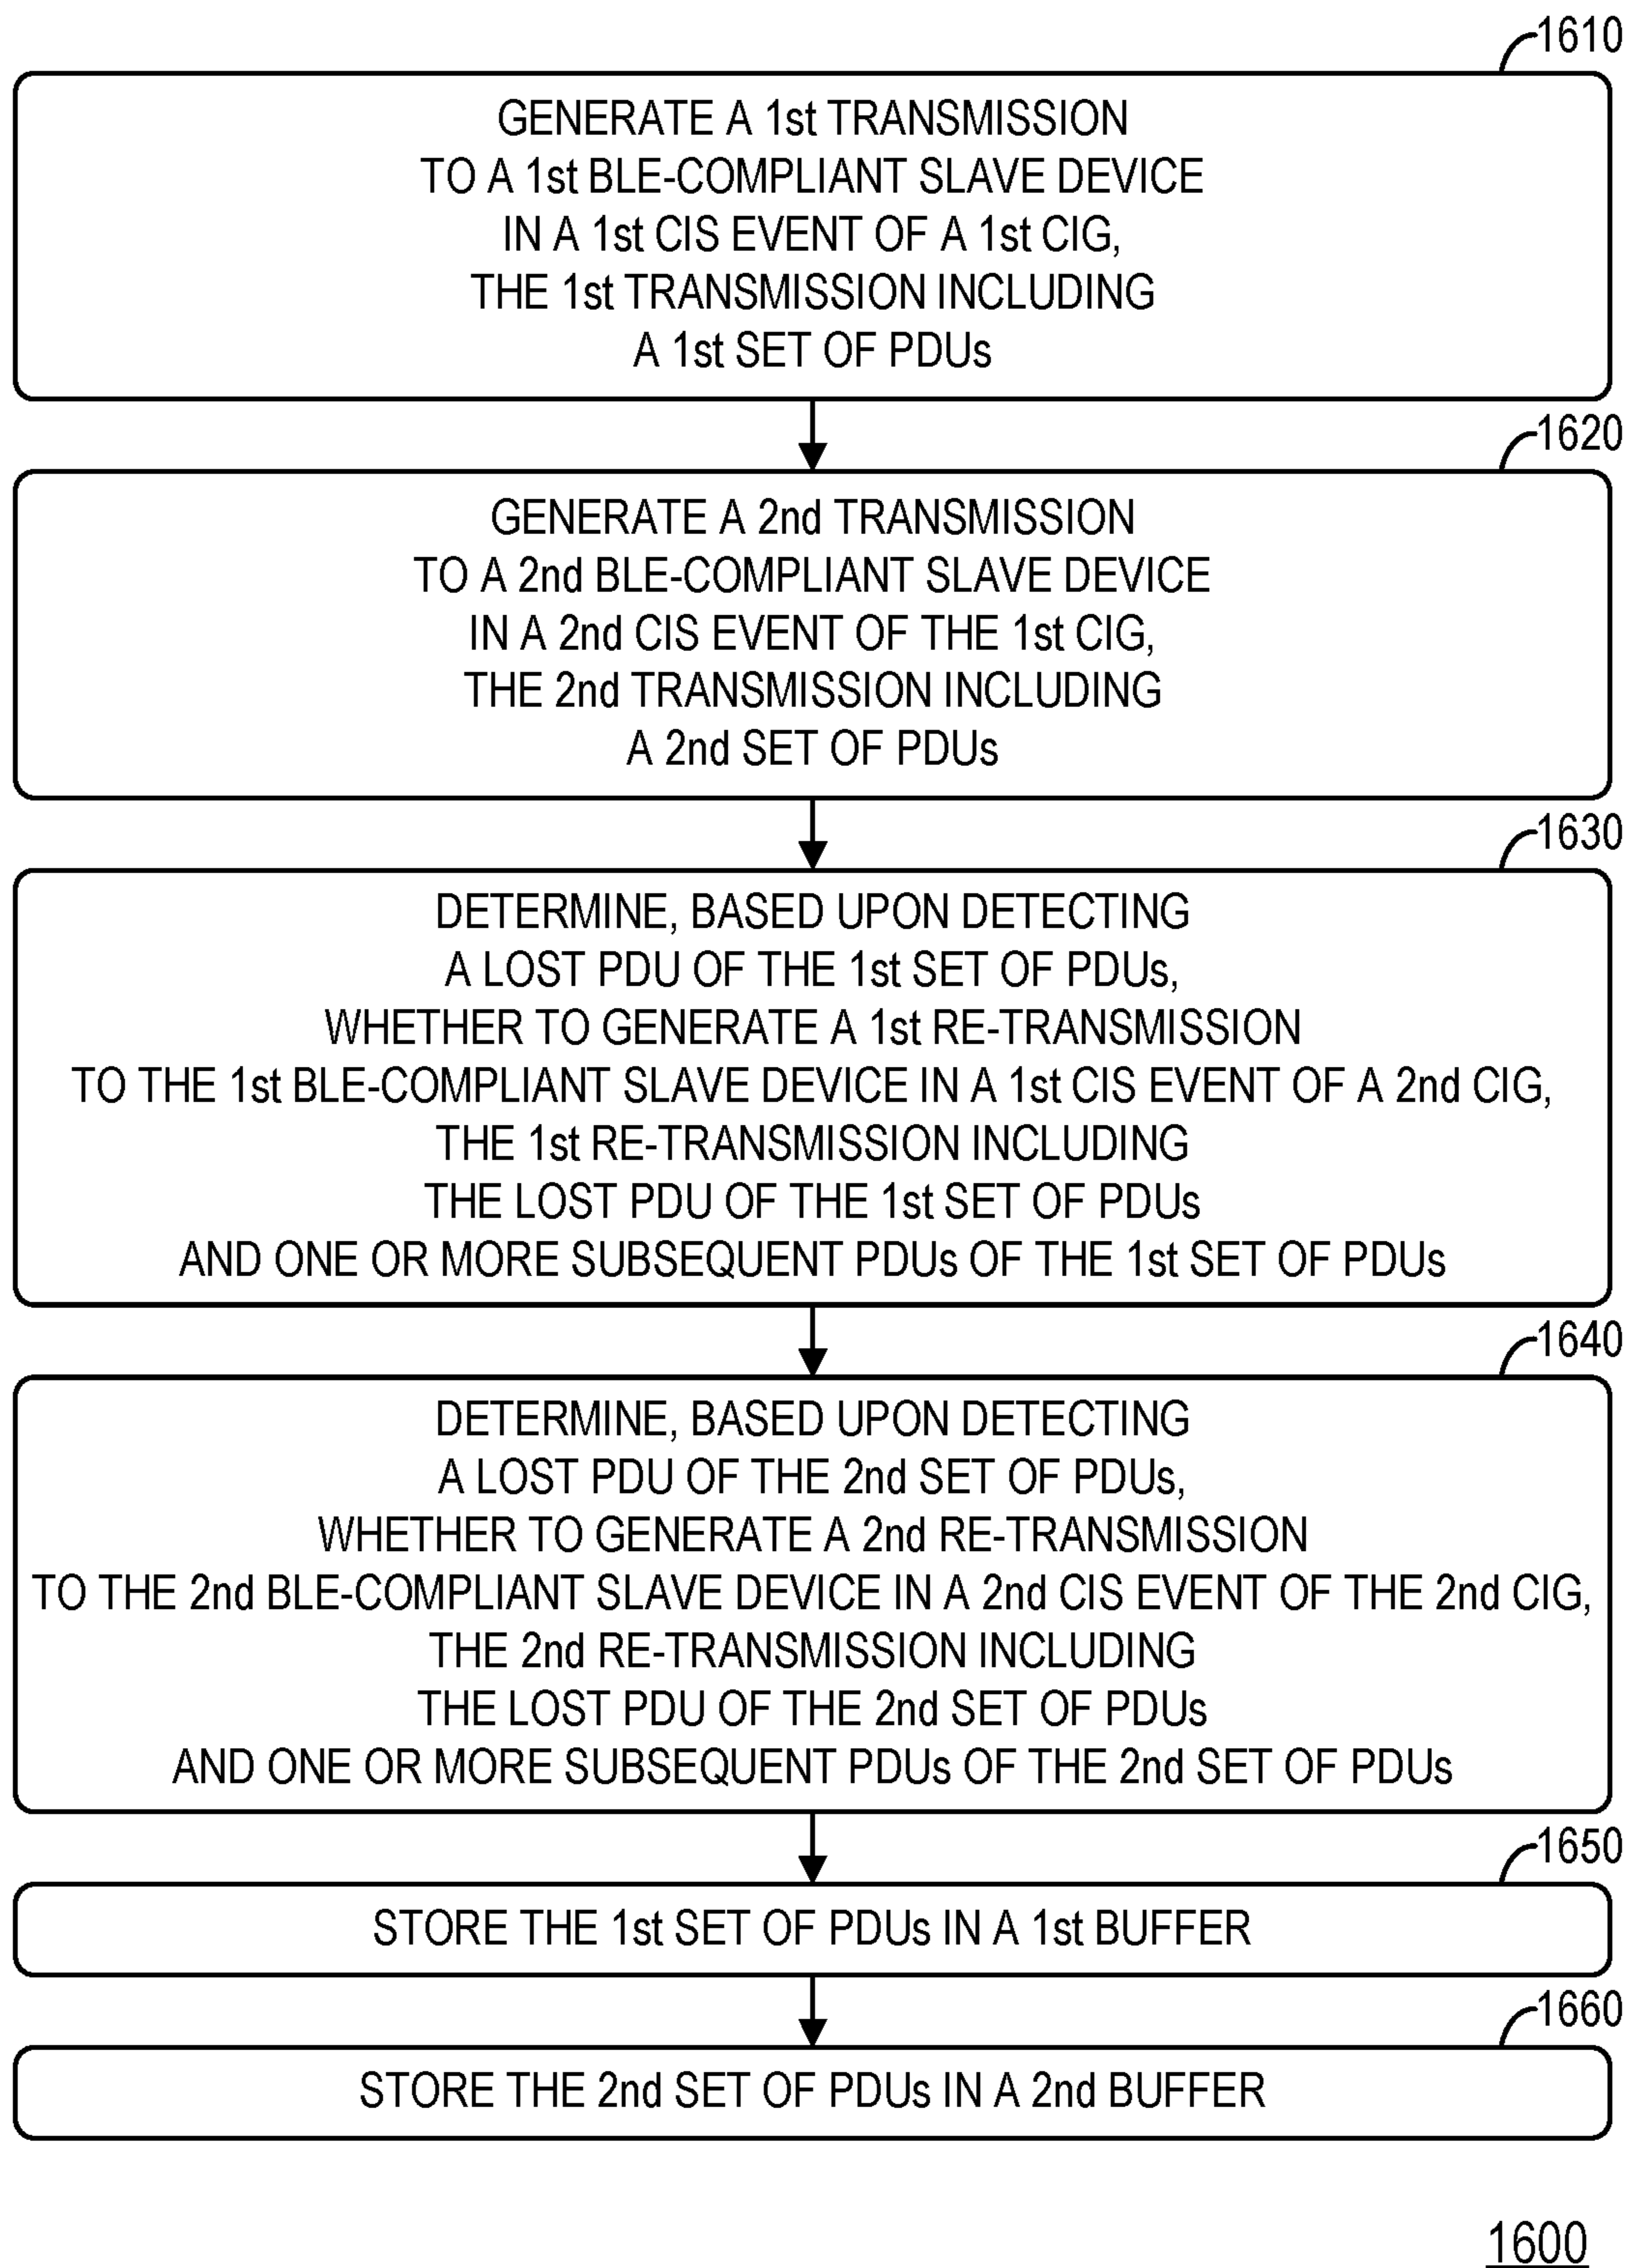 1610
GENERATE A 1st TRANSMISSION
TO A 1st BLE-COMPLIANT SLAVE DEVICE
IN A 1st CIS EVENT OF A 1st CIG,
THE 1st TRANSMISSION INCLUDING
A 1st SET OF PDUs
1620
GENERATE A 2nd TRANSMISSION
TO A 2nd BLE-COMPLIANT SLAVE DEVICE
IN A 2nd CIS EVENT OF THE 1st CIG,
THE 2nd TRANSMISSION INCLUDING
A 2nd SET OF PDUs
1630
DETERMINE, BASED UPON DETECTING
A LOST PDU OF THE 1st SET OF PDUs,
WHETHER TO GENERATE A 1st RE-TRANSMISSION
TO THE 1st BLE-COMPLIANT SLAVE DEVICE IN A 1st CIS EVENT OF A 2nd CIG,
THE 1st RE-TRANSMISSION INCLUDING
THE LOST PDU OF THE 1st SET OF PDUs
AND ONE OR MORE SUBSEQUENT PDUs OF THE 1st SET OF PDUs
1640
DETERMINE, BASED UPON DETECTING
A LOST PDU OF THE 2nd SET OF PDUs,
WHETHER TO GENERATE A 2nd RE-TRANSMISSION
TO THE 2nd BLE-COMPLIANT SLAVE DEVICE IN A 2nd CIS EVENT OF THE 2nd CIG,
THE 2nd RE-TRANSMISSION INCLUDING
THE LOST PDU OF THE 2nd SET OF PDUs
AND ONE OR MORE SUBSEQUENT PDUs OF THE 2nd SET OF PDUs
1650
STORE THE 1st SET OF PDUs IN A 1st BUFFER
1660
STORE THE 2nd SET OF PDUs IN A 2nd BUFFER
1600